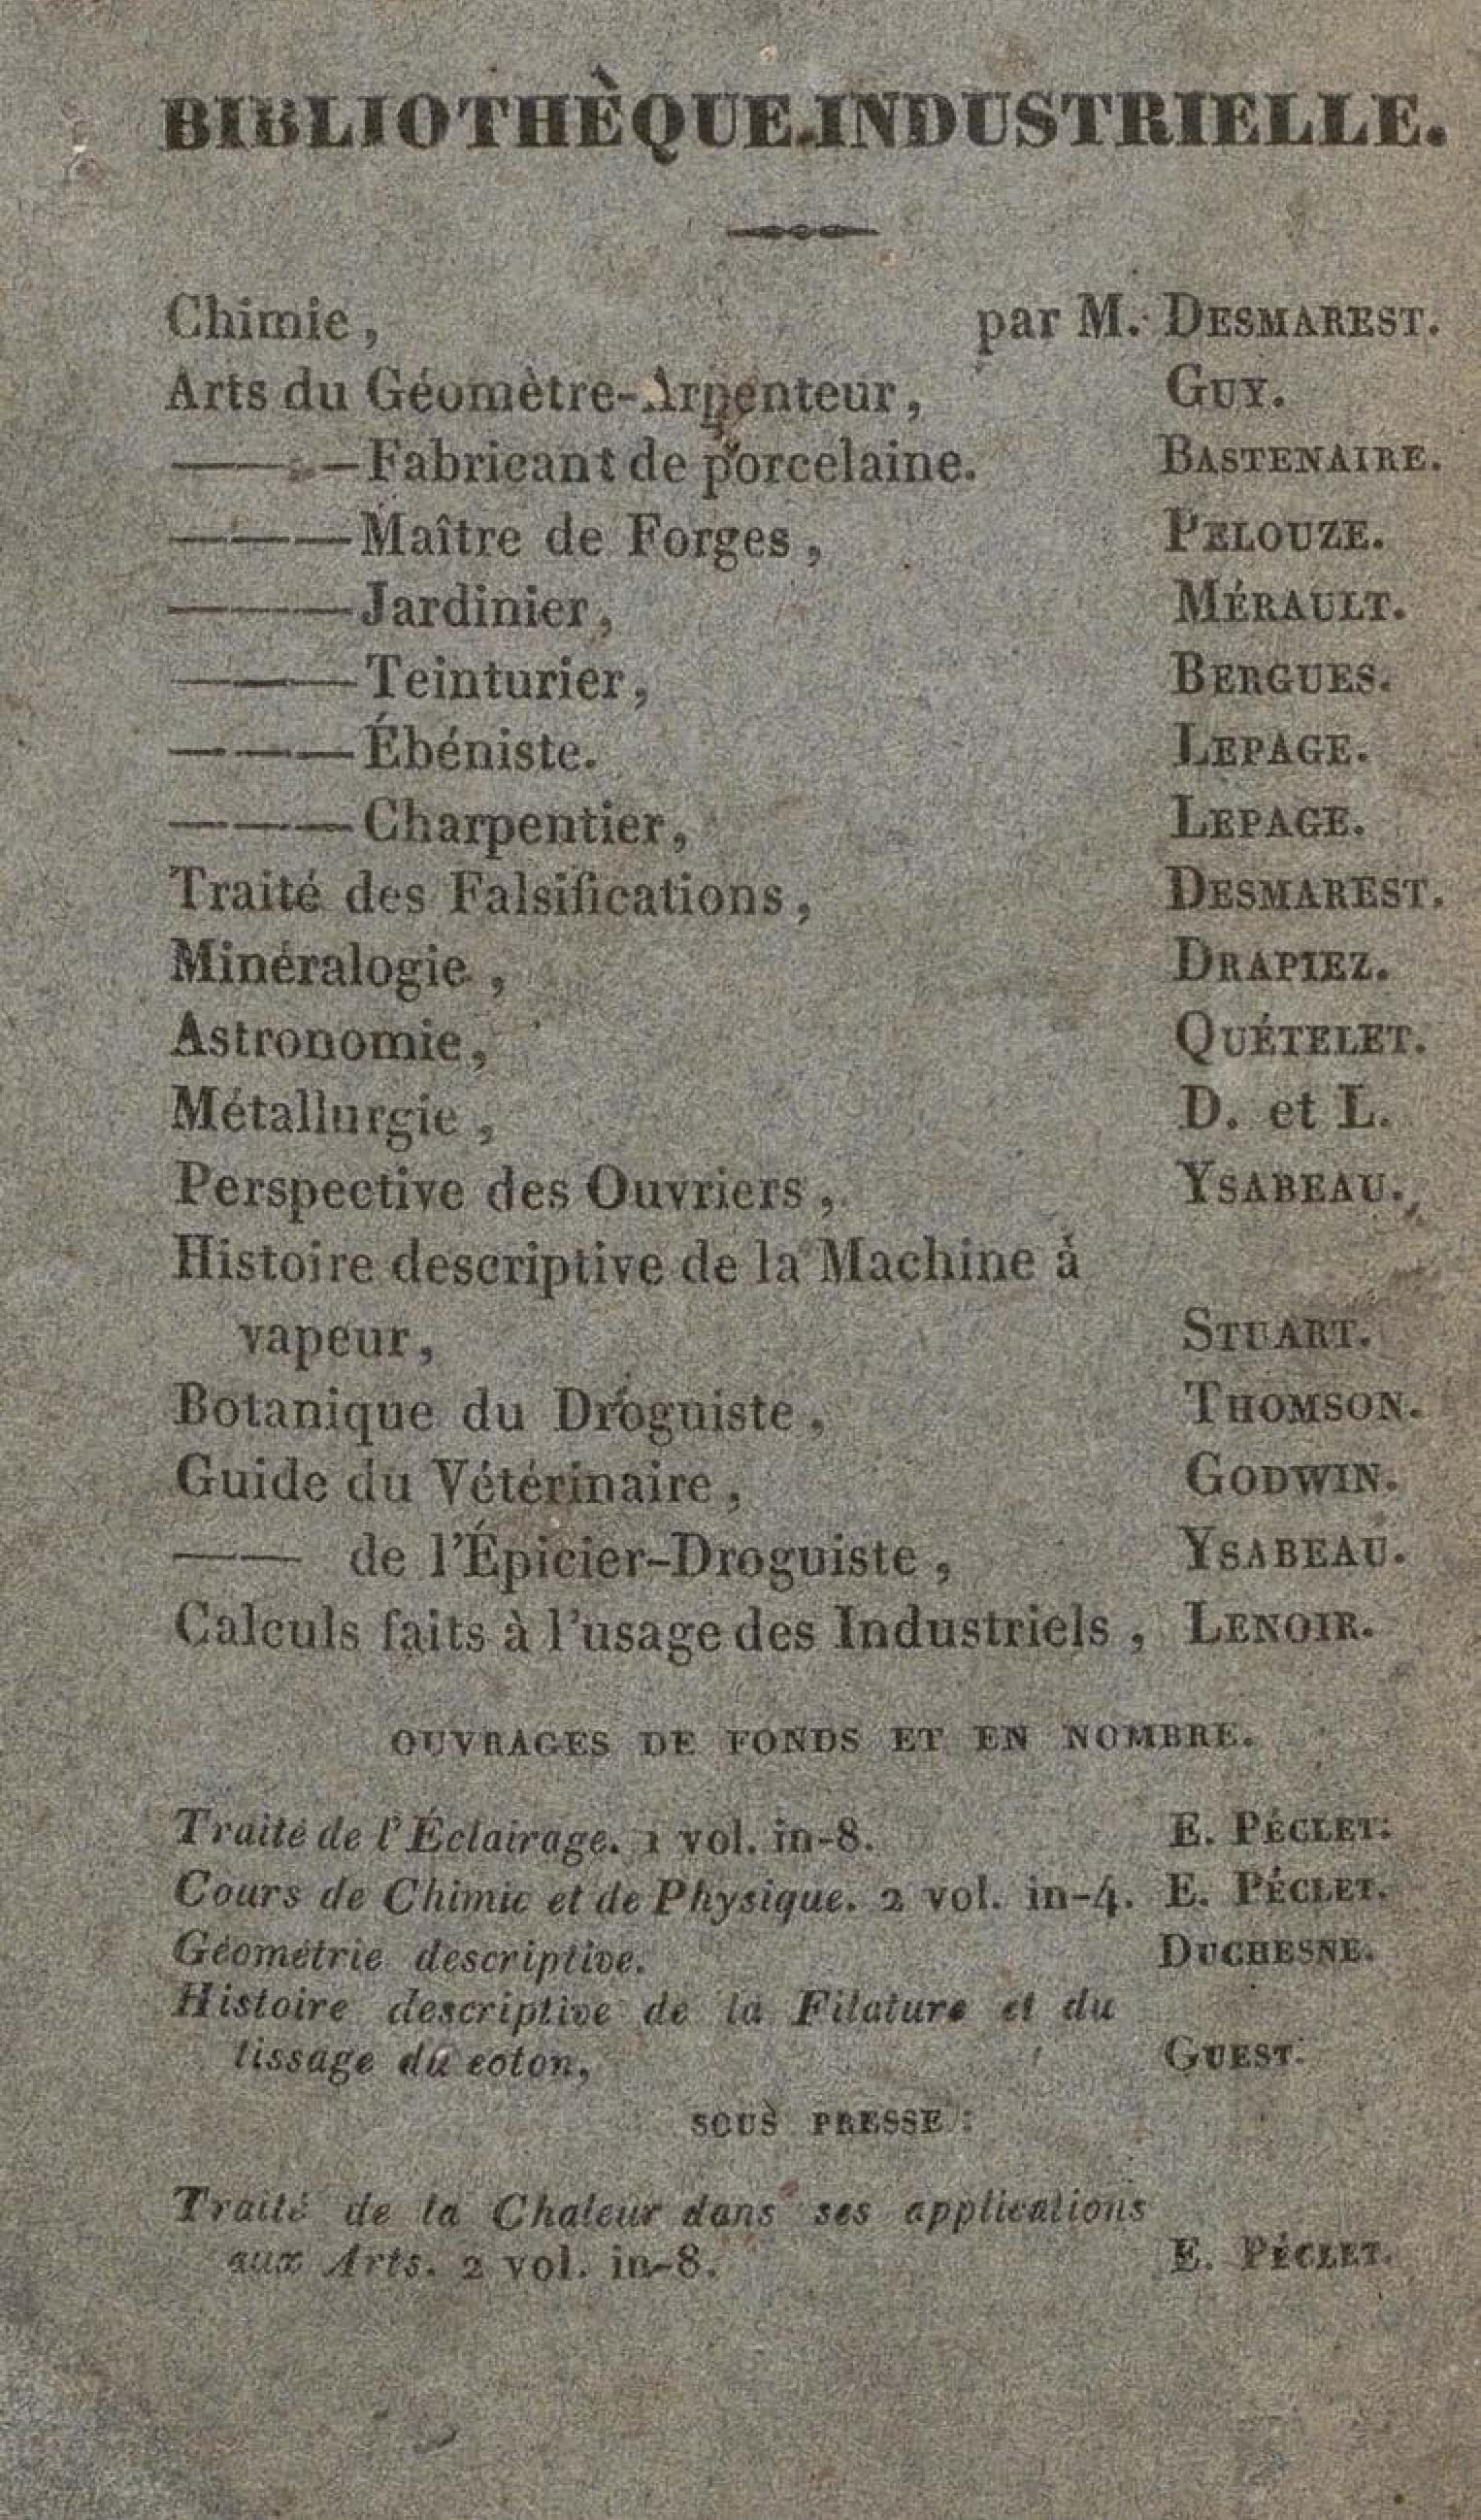 BIBLIOTHÈQUE INDUSTRIELLE.
Chimie, par M. DESMAREST.
Arts du Géomètre-Arpenteur, GUY.
———Fabricant de porcelaine. BASTENAIRE.
———Maître de Forges, PELOUZE.
———Jardinier, MÉRAULT.
———Teinturier, BERGUES.
———Ébéniste. LEPAGE.
———Charpentier, LEPAGE.
Traité des Falsifications, DESMAREST.
Minéralogie, DRAPIEZ.
Astronomie, QUÉTELET.
Métallurgie, D. et L.
Perspective des Ouvriers, YSABEAU.
Histoire descriptive de la Machine à
vapeur, STUART.
Botanique du Droguiste, THOMSON.
Guide du Vétérinaire, GODWIN.
—— de l'Épicier-Droguiste, YSABEAU.
Calculs faits à l'usage des Industriels, LENOIR.
OUVRAGES DE FONDS ET EN NOMBRE.
Traité de l'Éclairage. 1 vol. in-8. E. PÉCLET.
Cours de Chimie et de Physique. 2 vol. in-4. E. PÉCLET.
Géométrie descriptive. DUCHESNE.
Histoire descriptive de la Filature et du
tissage du coton, GUEST.
SOUS PRESSE :
Traité de la Chaleur dans ses applications
aux Arts. 2 vol. in-8. E. PÉCLET.